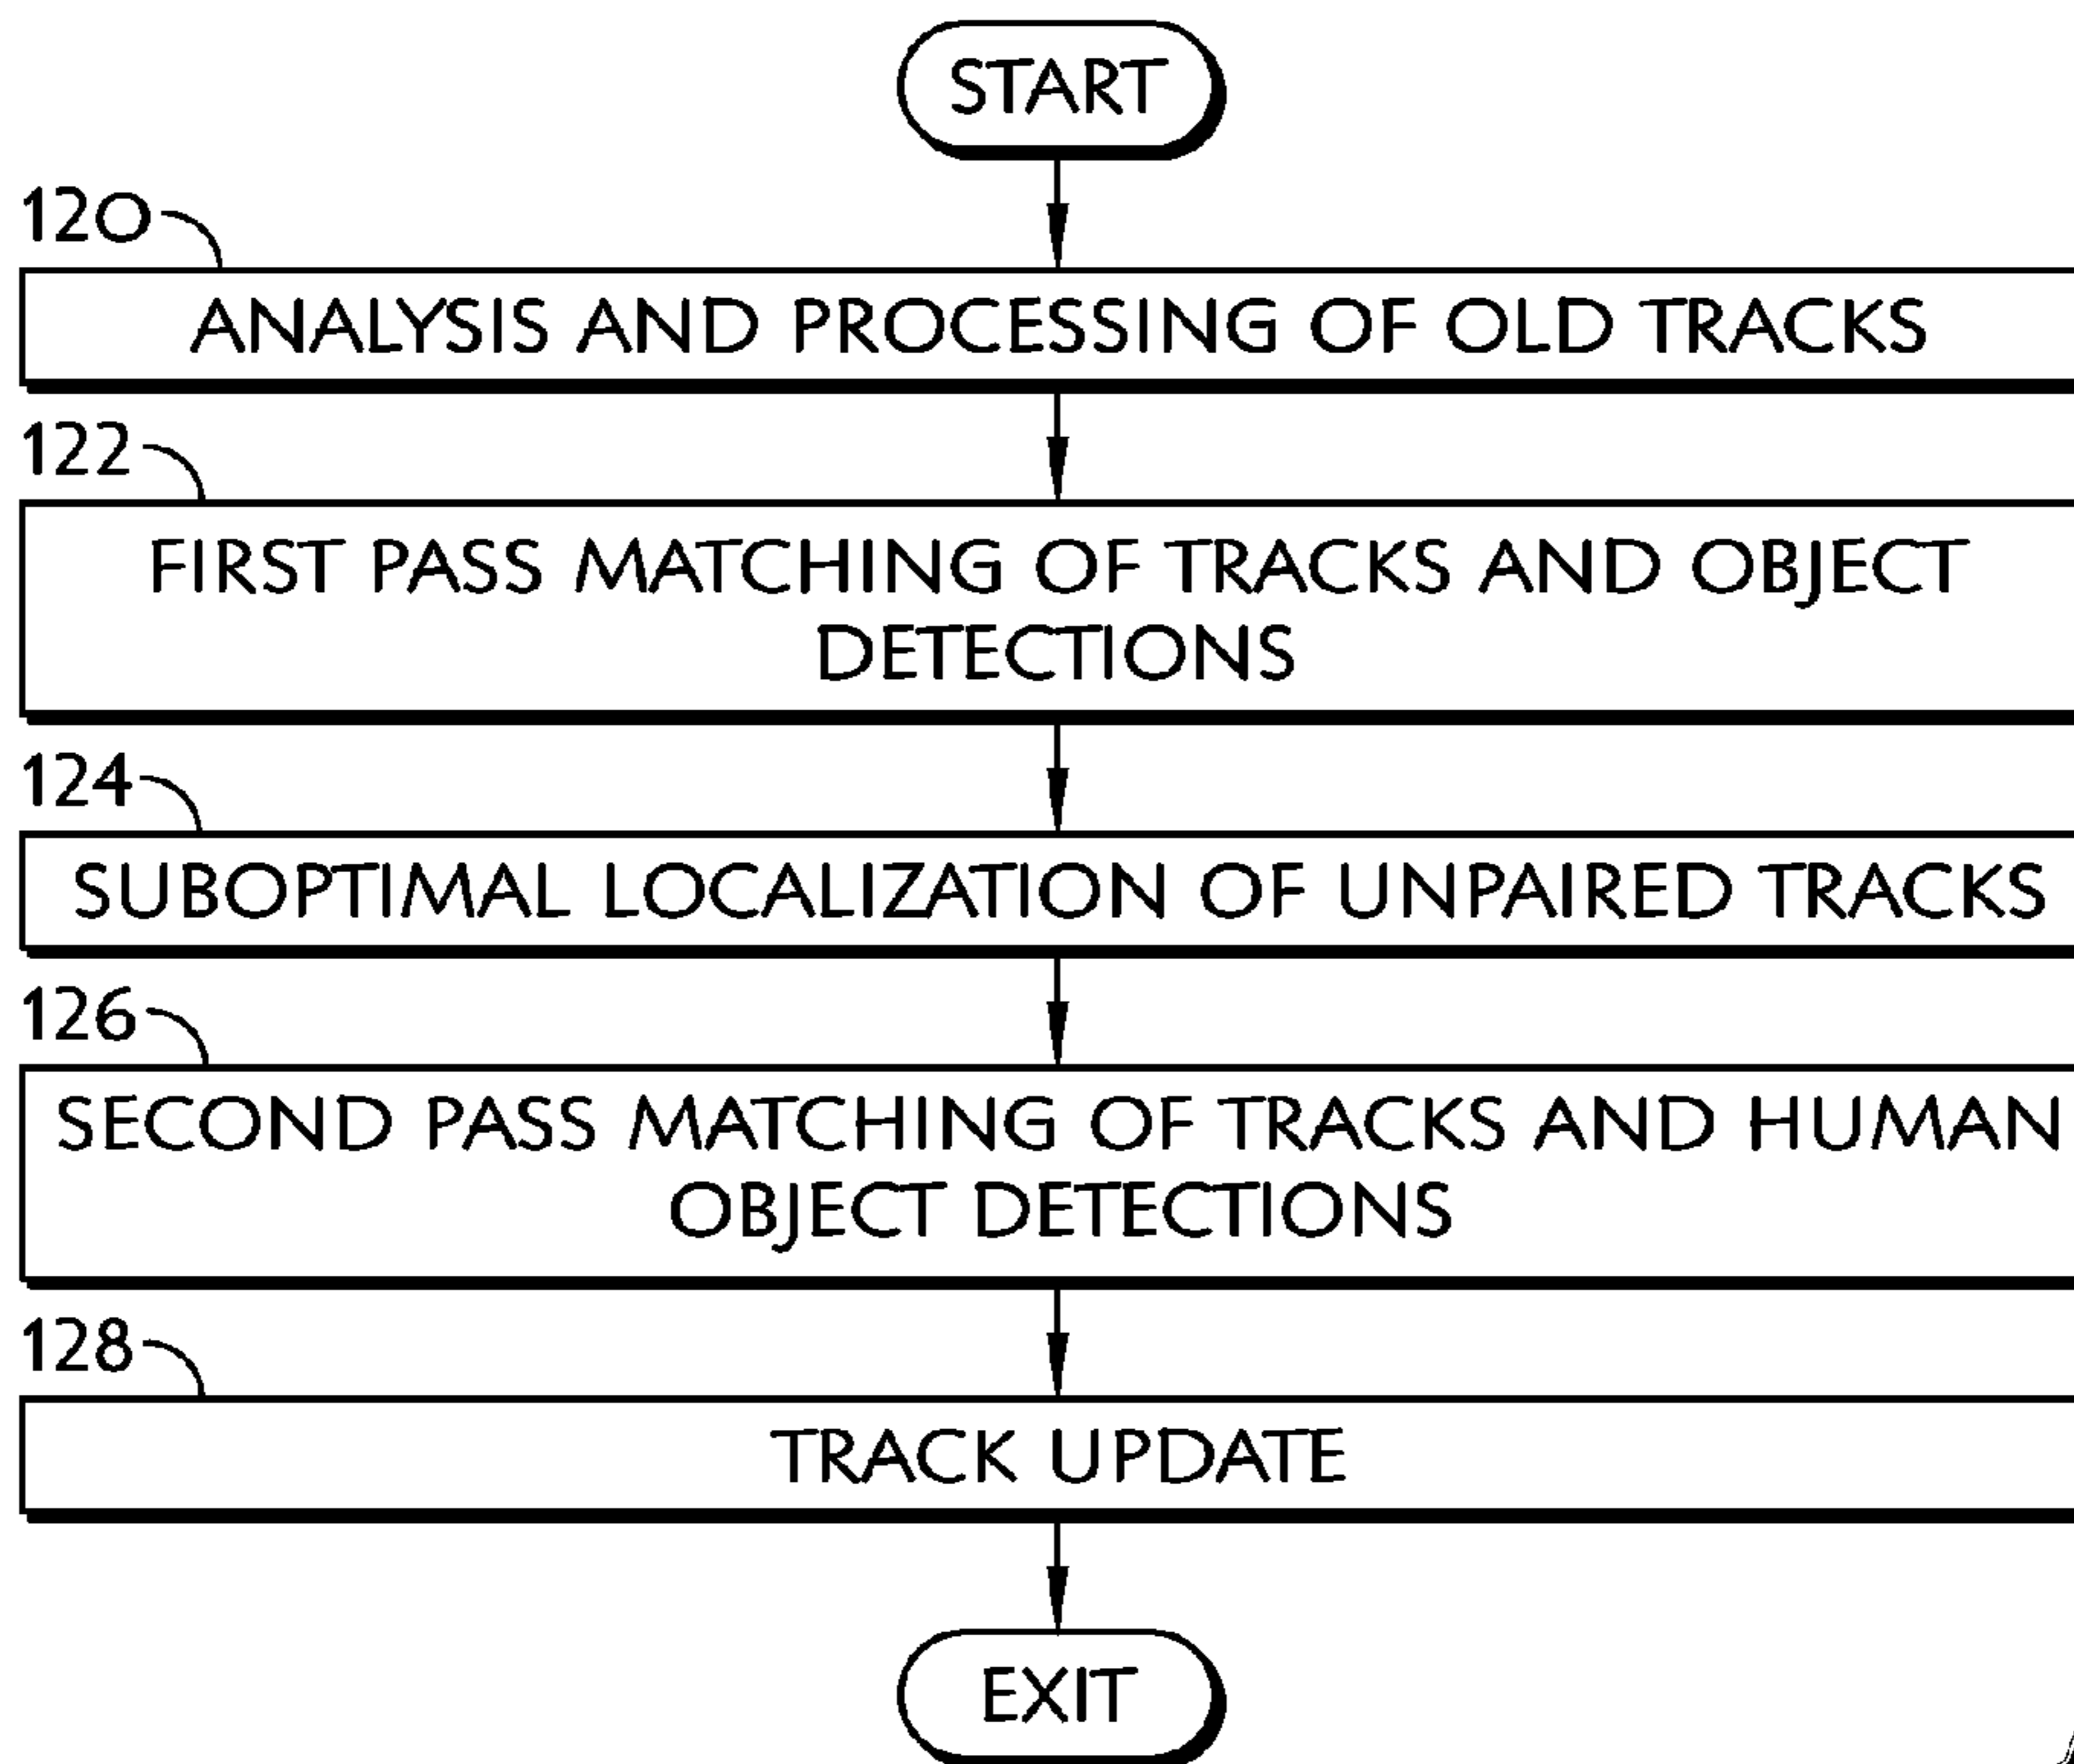 START
120
ANALYSIS AND PROCESSING OF OLD TRACKS
122
FIRST PASS MATCHING OF TRACKS AND OBJECT
DETECTIONS
124
SUBOPTIMAL LOCALIZATION OF UNPAIRED TRACKS
126
SECOND PASS MATCHING OF TRACKS AND HUMAN
OBJECT DETECTIONS
128
TRACK UPDATE
EXIT